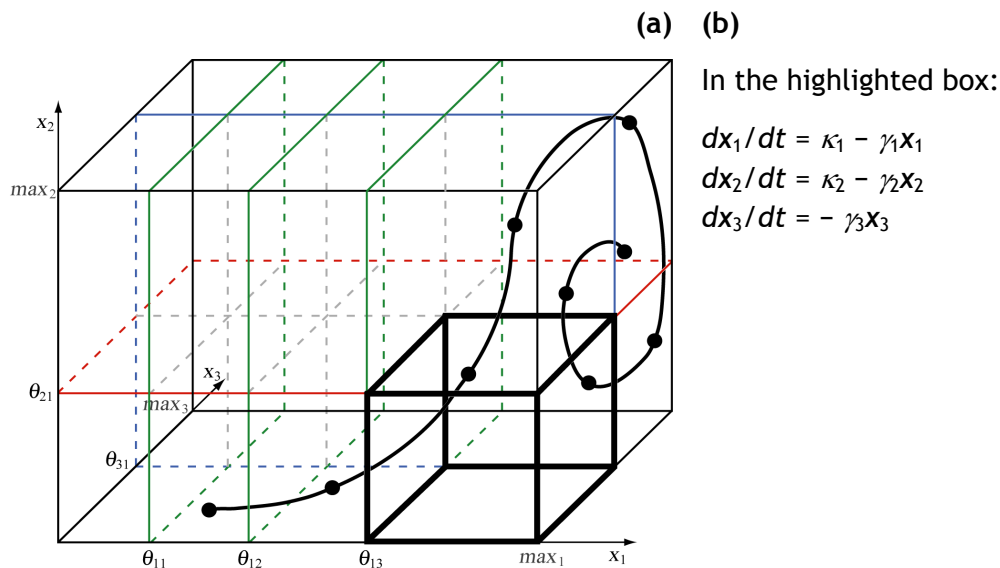 (a) (b)
In the highlighted box:
dx₁/dt = κ₁ – γ₁x₁
dx₂/dt = κ₂ – γ₂x₂
dx₃/dt = – γ₃x₃
x₂
max₂
θ₂₁
x₃
max₃
θ₃₁
θ₁₁
θ₁₂
θ₁₃
max₁
x₁